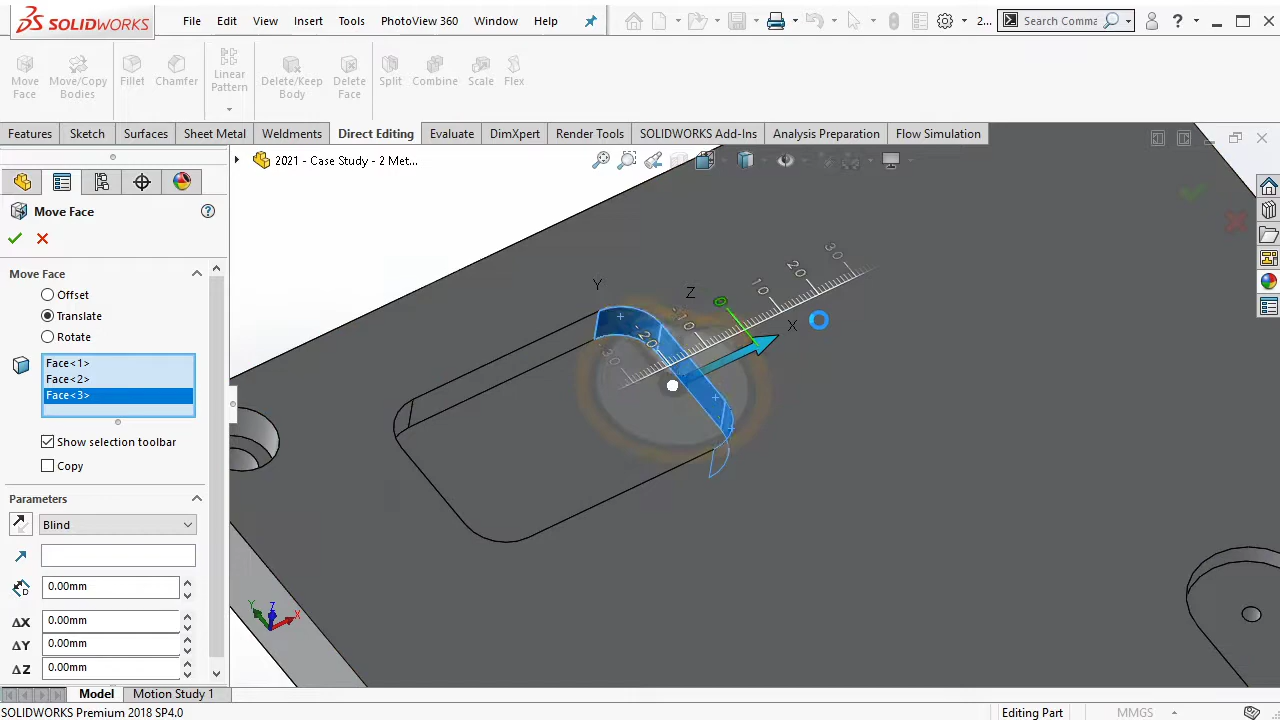 SOLIDWORKS File Edit View Insert Tools PhotoView 360 Window Help 2... Search Comma ?
Move Face Move/Copy Bodies Fillet Chamfer Linear Pattern Delete/Keep Body Delete Face Split Combine Scale Flex
Features Sketch Surfaces Sheet Metal Weldments Direct Editing Evaluate DimXpert Render Tools SOLIDWORKS Add-Ins Analysis Preparation Flow Simulation
2021 - Case Study - 2 Met...
Move Face ?
Move Face
Offset
Translate
Rotate
Face<1>
Face<2>
Face<3>
Show selection toolbar
Copy
Parameters
Blind
0.00mm
ΔX 0.00mm
ΔY 0.00mm
ΔZ 0.00mm
Y Z X
-30 -20 -10 0 10 20 30
Y Z X
Model Motion Study 1
SOLIDWORKS Premium 2018 SP4.0 Editing Part MMGS